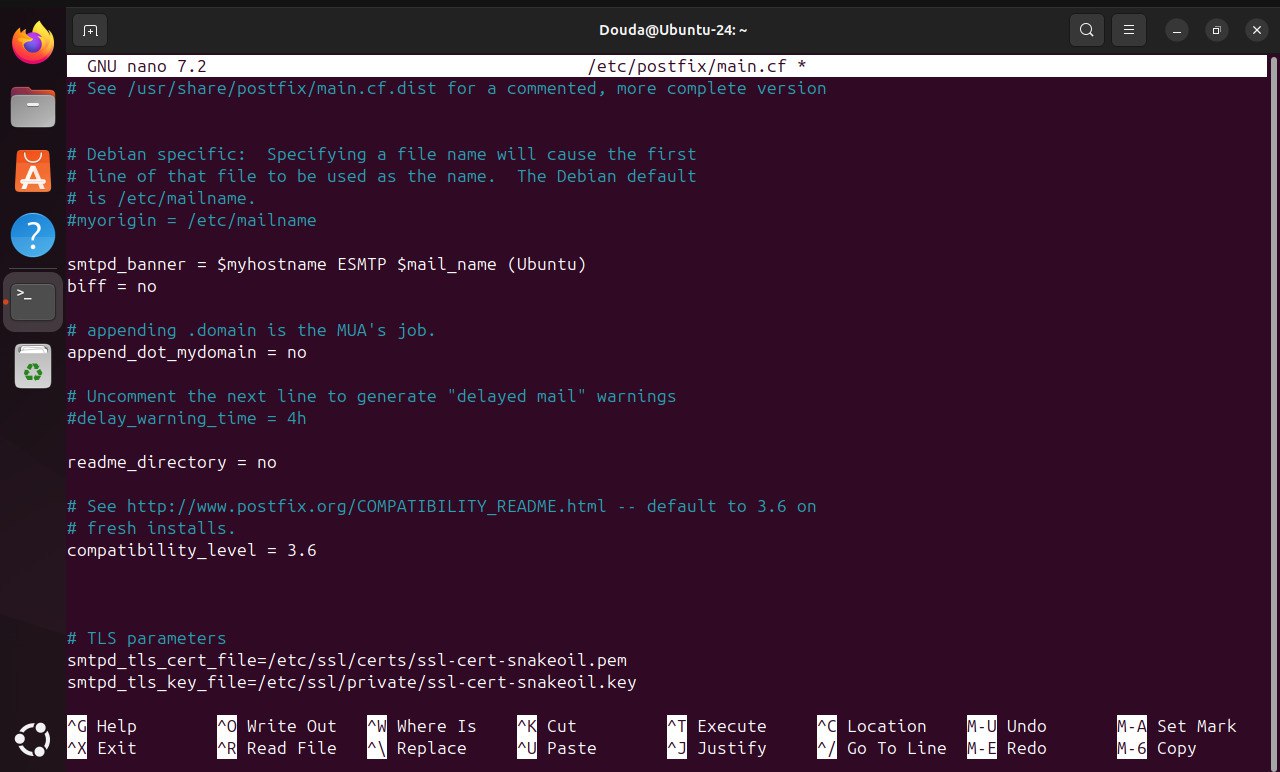 Douda@Ubuntu-24: ~
GNU nano 7.2 /etc/postfix/main.cf *
# See /usr/share/postfix/main.cf.dist for a commented, more complete version
# Debian specific:  Specifying a file name will cause the first
# line of that file to be used as the name.  The Debian default
# is /etc/mailname.
#myorigin = /etc/mailname
smtpd_banner = $myhostname ESMTP $mail_name (Ubuntu)
biff = no
# appending .domain is the MUA's job.
append_dot_mydomain = no
# Uncomment the next line to generate "delayed mail" warnings
#delay_warning_time = 4h
readme_directory = no
# See http://www.postfix.org/COMPATIBILITY_README.html -- default to 3.6 on
# fresh installs.
compatibility_level = 3.6
# TLS parameters
smtpd_tls_cert_file=/etc/ssl/certs/ssl-cert-snakeoil.pem
smtpd_tls_key_file=/etc/ssl/private/ssl-cert-snakeoil.key
^G Help ^O Write Out ^W Where Is ^K Cut ^T Execute ^C Location M-U Undo M-A Set Mark
^X Exit ^R Read File ^\ Replace ^U Paste ^J Justify ^/ Go To Line M-E Redo M-6 Copy